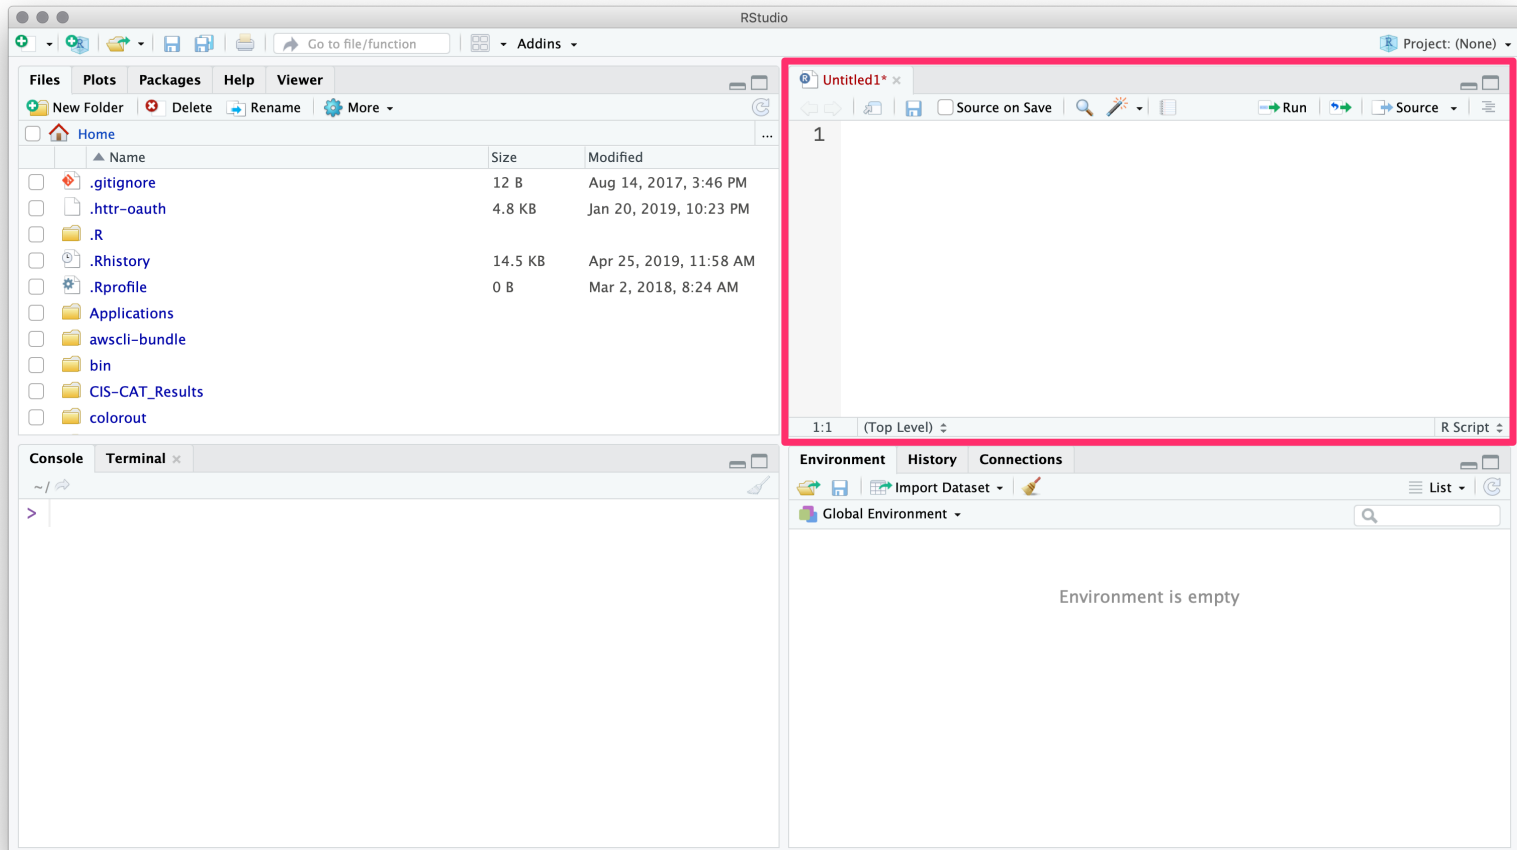 RStudio
Go to file/function
Addins
Project: (None)
Files Plots Packages Help Viewer
New Folder Delete Rename More
Home ...
Name Size Modified
.gitignore 12 B Aug 14, 2017, 3:46 PM
.httr-oauth 4.8 KB Jan 20, 2019, 10:23 PM
.R
.Rhistory 14.5 KB Apr 25, 2019, 11:58 AM
.Rprofile 0 B Mar 2, 2018, 8:24 AM
Applications
awscli-bundle
bin
CIS-CAT_Results
colorout
Untitled1*
Source on Save Run Source
1
1:1 (Top Level) R Script
Console Terminal
~/
>
Environment History Connections
Import Dataset List
Global Environment
Environment is empty